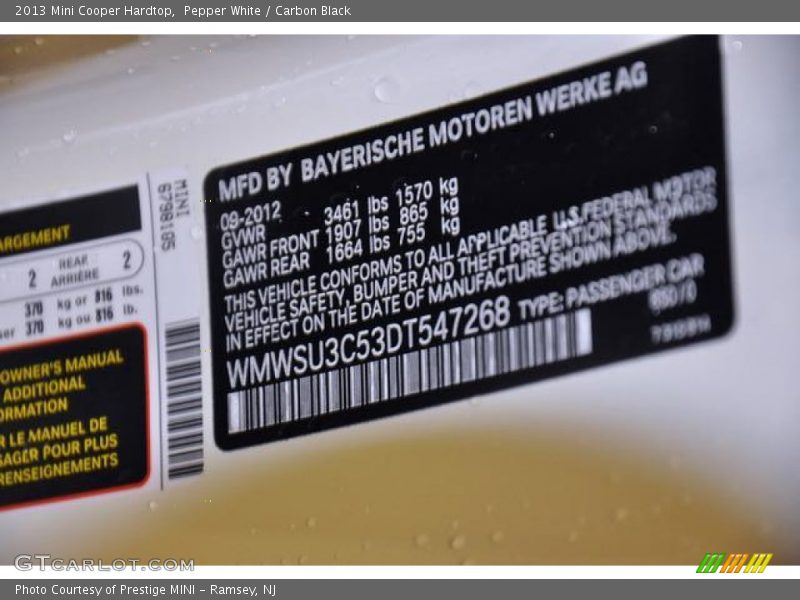 2013 Mini Cooper Hardtop, Pepper White / Carbon Black
MFD BY BAYERISCHE MOTOREN WERKE AG
09-2012
GVWR 3461 lbs 1570 kg
GAWR FRONT 1907 lbs 865 kg
GAWR REAR 1664 lbs 755 kg
THIS VEHICLE CONFORMS TO ALL APPLICABLE U.S.FEDERAL MOTOR
VEHICLE SAFETY, BUMPER AND THEFT PREVENTION STANDARDS
IN EFFECT ON THE DATE OF MANUFACTURE SHOWN ABOVE.
WMWSU3C53DT547268 TYPE: PASSENGER CAR
850/0
MINI
6798185
ARGEMENT
2 REAR 2
ARRIÈRE
370 kg or 816 lbs.
ser 370 kg ou 816 lb.
OWNER'S MANUAL
ADDITIONAL
ORMATION
R LE MANUEL DE
SAGER POUR PLUS
RENSEIGNEMENTS
GTCARLOT.COM
Photo Courtesy of Prestige MINI - Ramsey, NJ